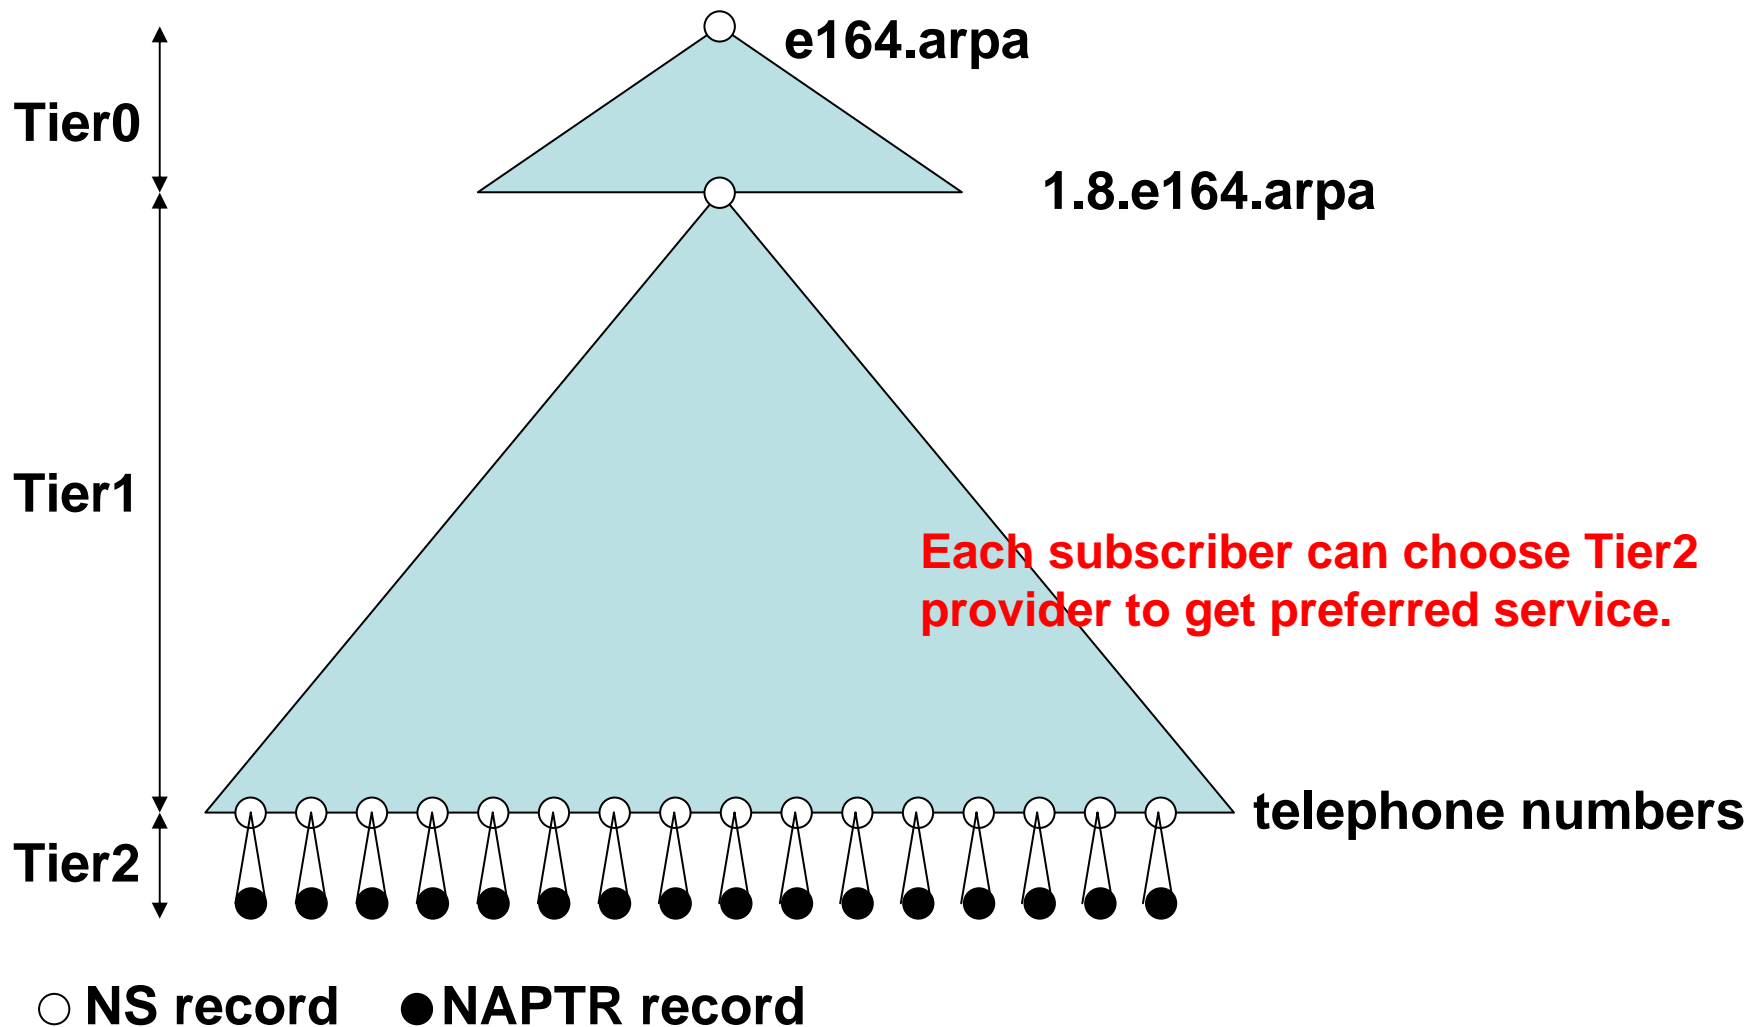 e164.arpa
Tier0
1.8.e164.arpa
Tier1
Each subscriber can choose Tier2
provider to get preferred service.
telephone numbers
Tier2
NS record
NAPTR record